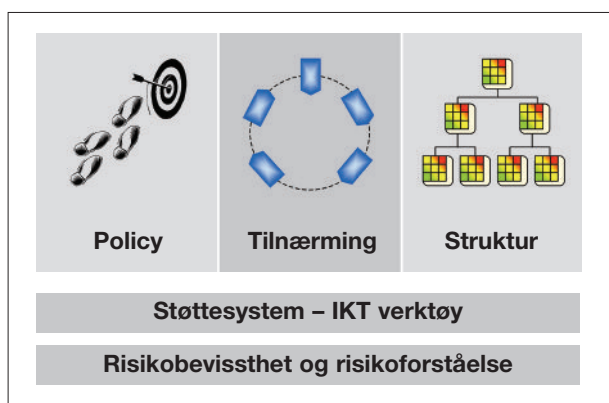 Policy
Tilnærming
Struktur
Støttesystem – IKT verktøy
Risikobevissthet og risikoforståelse